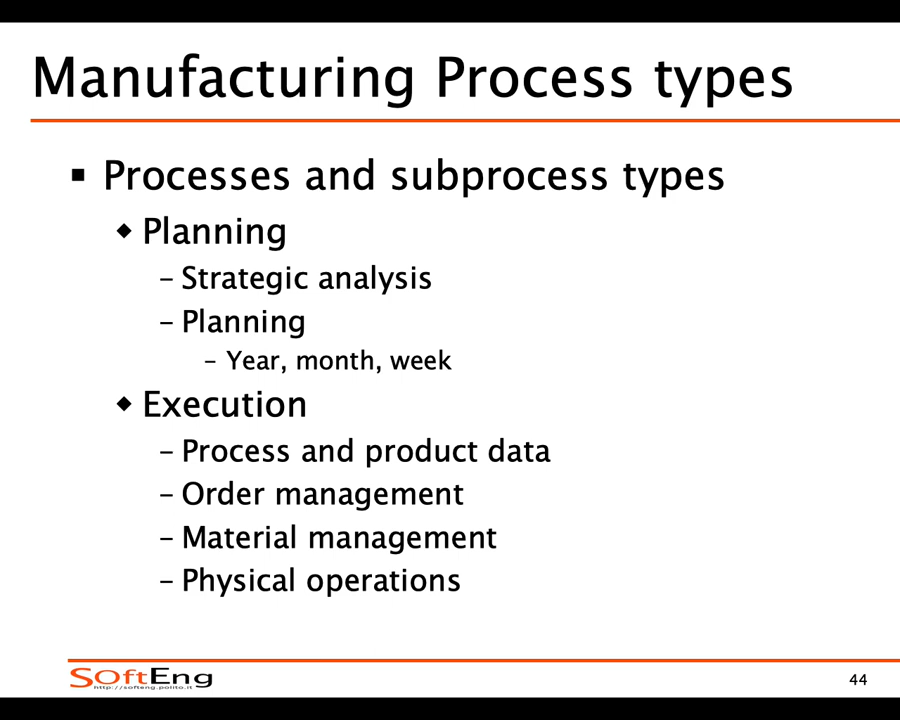 Manufacturing Process types
▪ Processes and subprocess types
◆ Planning
– Strategic analysis
– Planning
– Year, month, week
◆ Execution
– Process and product data
– Order management
– Material management
– Physical operations
SoftEng
http://softeng.polito.it
44